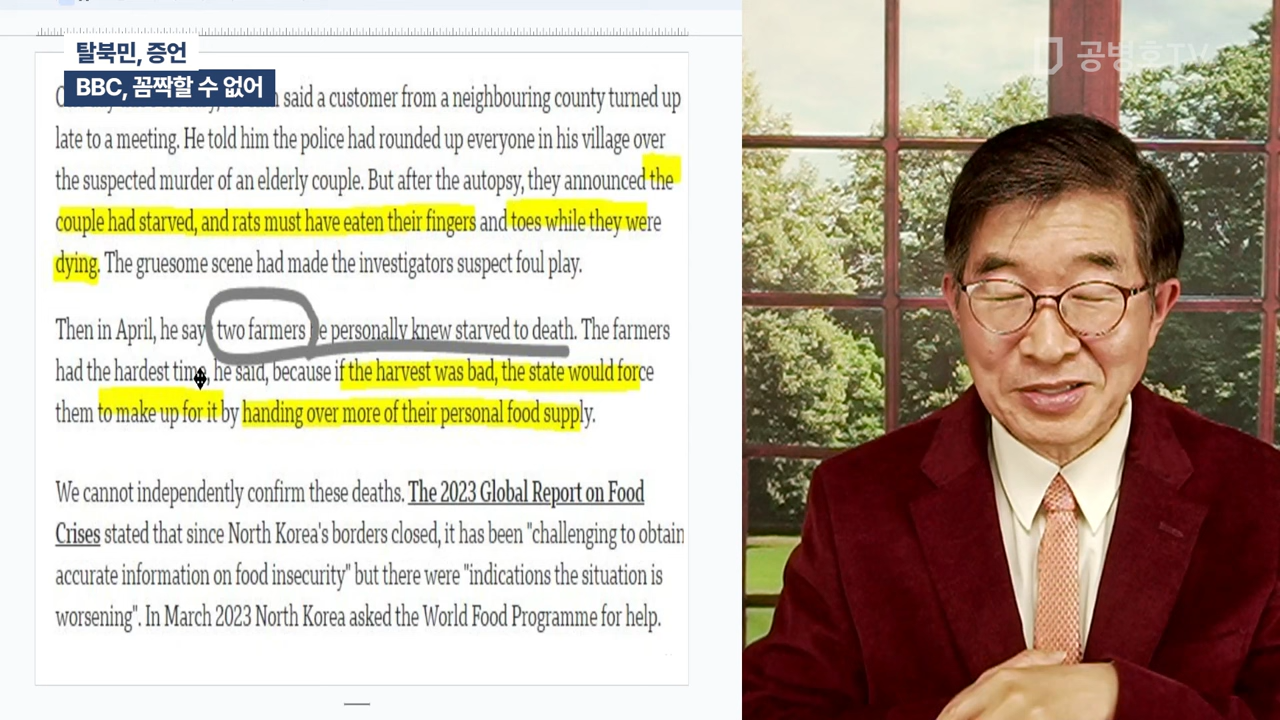 탈북민, 증언
BBC, 꼼짝할 수 없어
공병호TV
said a customer from a neighbouring county turned up
late to a meeting. He told him the police had rounded up everyone in his village over
the suspected murder of an elderly couple. But after the autopsy, they announced the
couple had starved, and rats must have eaten their fingers and toes while they were
dying. The gruesome scene had made the investigators suspect foul play.
Then in April, he say two farmers he personally knew starved to death. The farmers
had the hardest time, he said, because if the harvest was bad, the state would force
them to make up for it by handing over more of their personal food supply.
We cannot independently confirm these deaths. The 2023 Global Report on Food
Crises stated that since North Korea's borders closed, it has been "challenging to obtain
accurate information on food insecurity" but there were "indications the situation is
worsening". In March 2023 North Korea asked the World Food Programme for help.